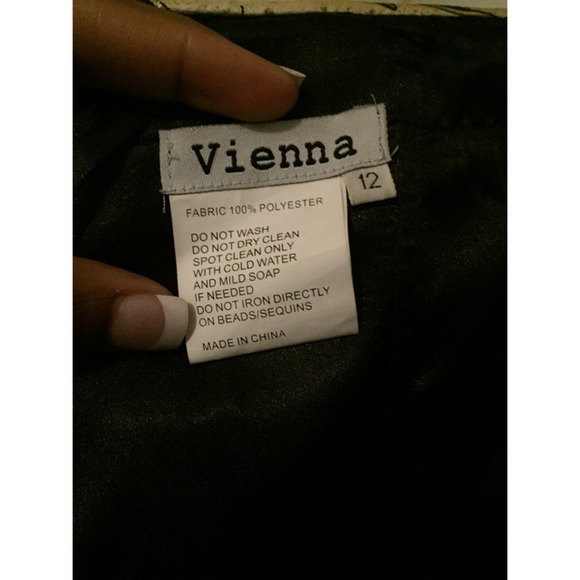 Vienna
12
FABRIC 100% POLYESTER
DO NOT WASH
DO NOT DRY CLEAN
SPOT CLEAN ONLY
WITH COLD WATER
AND MILD SOAP
IF NEEDED
DO NOT IRON DIRECTLY
ON BEADS/SEQUINS
MADE IN CHINA